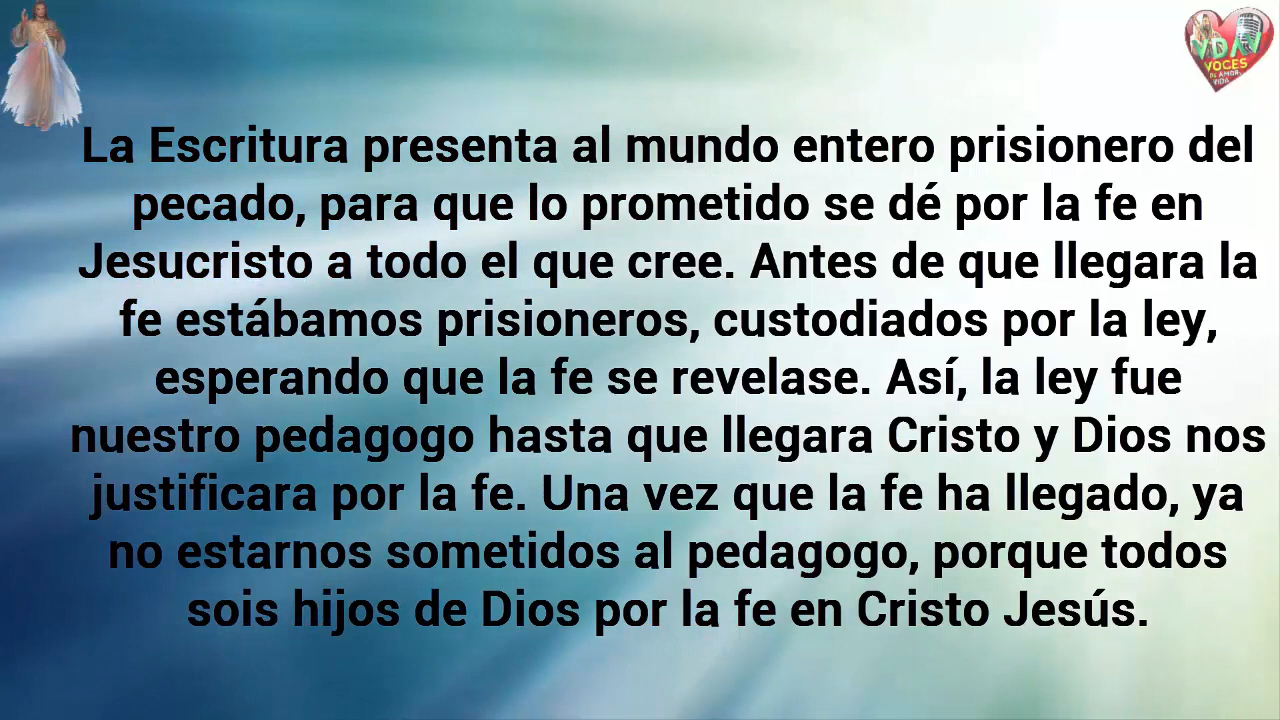 VDAV
VOCES
DE AMOR Y
VIDA
La Escritura presenta al mundo entero prisionero del
pecado, para que lo prometido se dé por la fe en
Jesucristo a todo el que cree. Antes de que llegara la
fe estábamos prisioneros, custodiados por la ley,
esperando que la fe se revelase. Así, la ley fue
nuestro pedagogo hasta que llegara Cristo y Dios nos
justificara por la fe. Una vez que la fe ha llegado, ya
no estarnos sometidos al pedagogo, porque todos
sois hijos de Dios por la fe en Cristo Jesús.